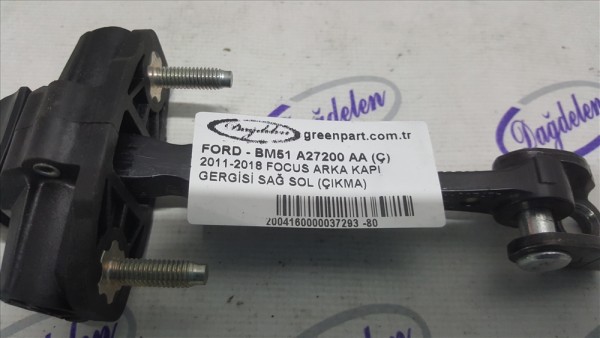 Dağdelen
Dağdelen greenpart.com.tr
FORD - BM51 A27200 AA (Ç)
2011-2018 FOCUS ARKA KAPI
GERGİSİ SAĞ SOL (ÇIKMA)
2004160000037293 -80